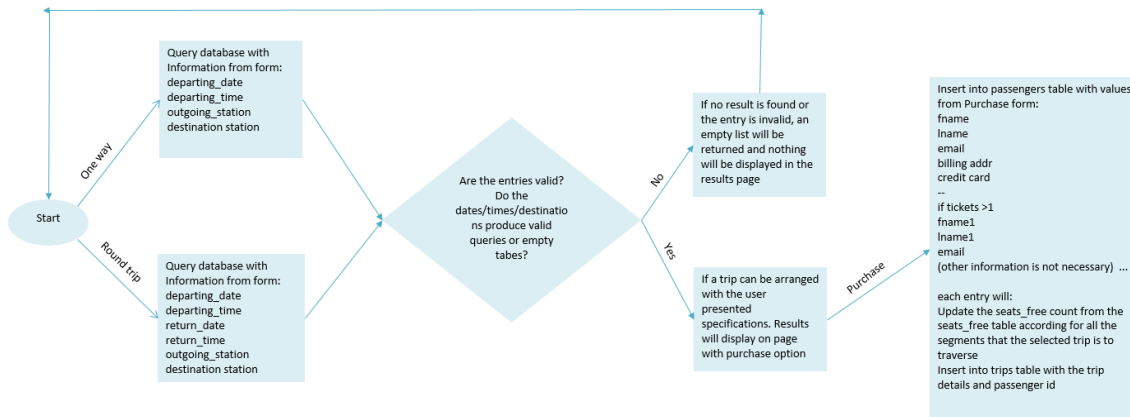 Start
One way
Query database with
Information from form:
departing_date
departing_time
outgoing_station
destination station
Round trip
Query database with
Information from form:
departing_date
departing_time
return_date
return_time
outgoing_station
destination station
Are the entries valid?
Do the
dates/times/destinatio
ns produce valid
queries or empty
tabes?
No
If no result is found or
the entry is invalid, an
empty list will be
returned and nothing
will be displayed in the
results page
Yes
If a trip can be arranged
with the user
presented
specifications. Results
will display on page
with purchase option
Purchase
Insert into passengers table with values
from Purchase form:
fname
lname
email
billing addr
credit card
--
if tickets >1
fname1
lname1
email
(other information is not necessary) ...
each entry will:
Update the seats_free count from the
seats_free table according for all the
segments that the selected trip is to
traverse
Insert into trips table with the trip
details and passenger id